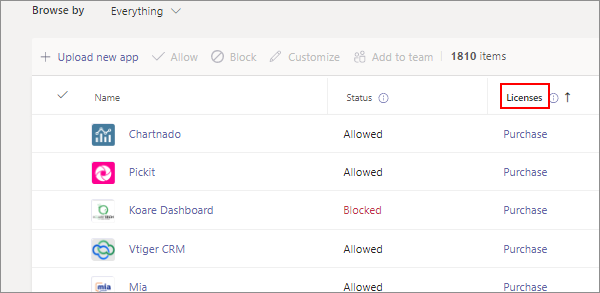 Browse by Everything
+ Upload new app Allow Block Customize Add to team 1810 items
Name Status Licenses
Chartnado Allowed Purchase
Pickit Allowed Purchase
Koare Dashboard Blocked Purchase
Vtiger CRM Allowed Purchase
mia Mia Allowed Purchase